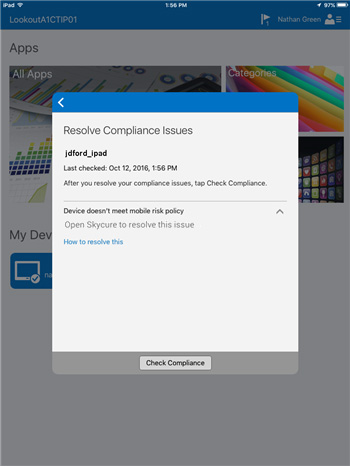 iPad 1:56 PM 97%
LookoutA1CTIP01 1 Nathan Green
Apps
All Apps Categories
Resolve Compliance Issues
jdford_ipad
Last checked: Oct 12, 2016, 1:56 PM
After you resolve your compliance issues, tap Check Compliance.
Device doesn't meet mobile risk policy
Open Skycure to resolve this issue
How to resolve this
My Dev
na
Check Compliance